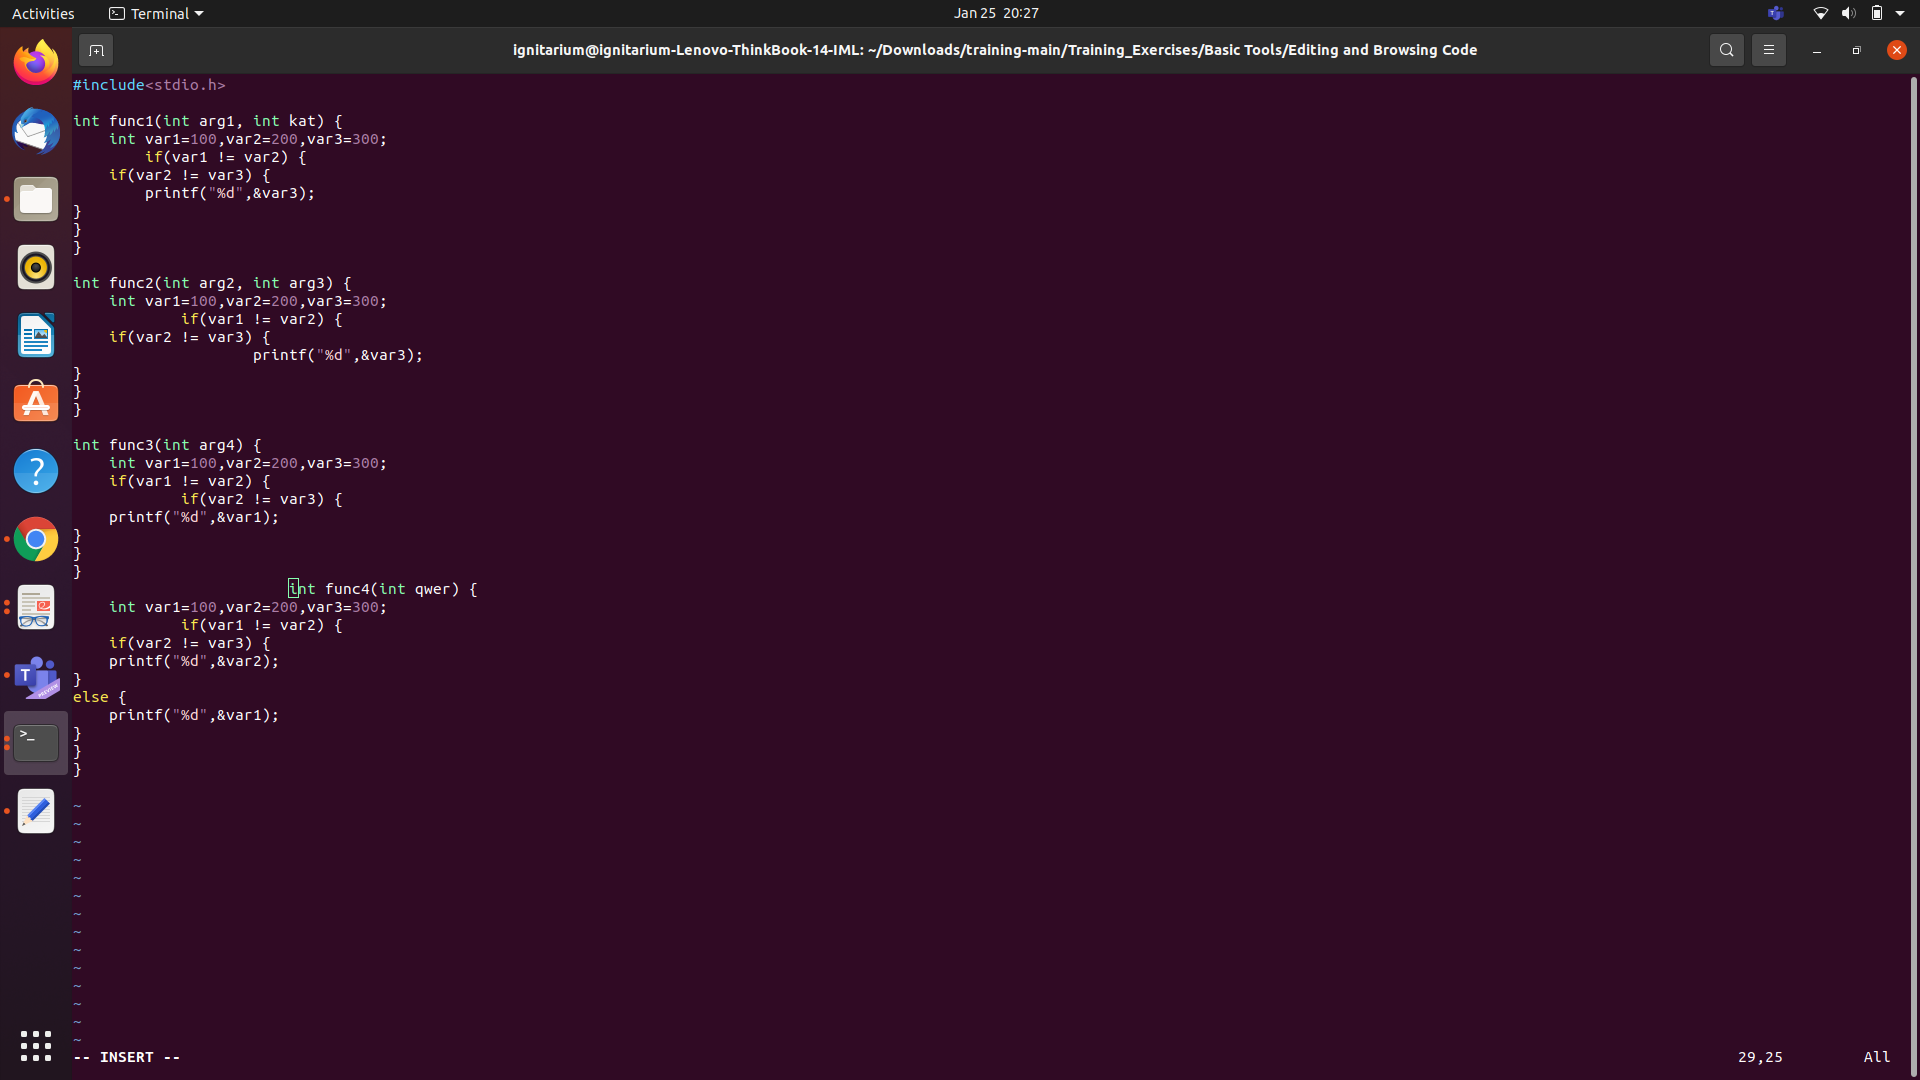 Activities
Terminal
Jan 25 20:27
ignitarium@ignitarium-Lenovo-ThinkBook-14-IML: ~/Downloads/training-main/Training_Exercises/Basic Tools/Editing and Browsing Code
#include<stdio.h>

int func1(int arg1, int kat) {
    int var1=100,var2=200,var3=300;
        if(var1 != var2) {
    if(var2 != var3) {
        printf("%d",&var3);
}
}
}

int func2(int arg2, int arg3) {
    int var1=100,var2=200,var3=300;
            if(var1 != var2) {
    if(var2 != var3) {
                    printf("%d",&var3);
}
}
}

int func3(int arg4) {
    int var1=100,var2=200,var3=300;
    if(var1 != var2) {
            if(var2 != var3) {
    printf("%d",&var1);
}
}
}
                        int func4(int qwer) {
    int var1=100,var2=200,var3=300;
            if(var1 != var2) {
    if(var2 != var3) {
    printf("%d",&var2);
}
else {
    printf("%d",&var1);
}
}
}

~
~
~
~
~
~
~
~
~
~
~
~
~
~
-- INSERT --
29,25
All